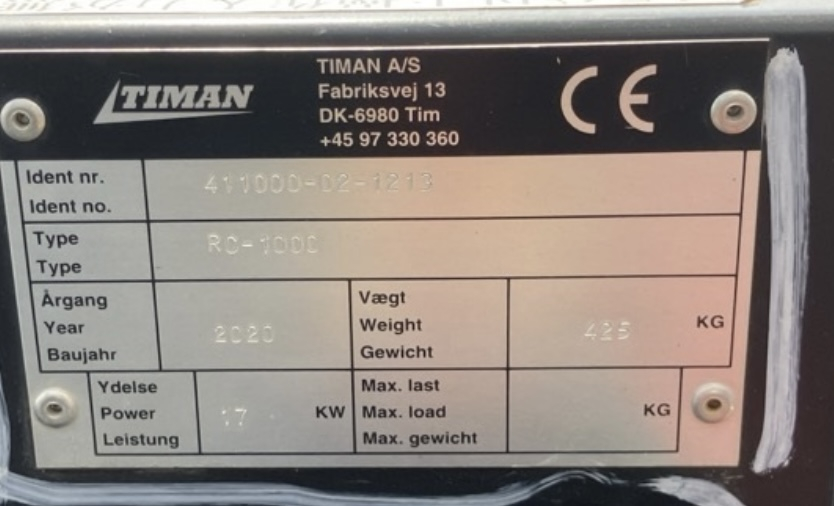 TIMAN
TIMAN A/S
Fabriksvej 13
DK-6980 Tim
+45 97 330 360
CE
Ident nr.
Ident no.
411000-02-1213
Type
Type
RC-1000
Årgang
Year
Baujahr
2020
Vægt
Weight
Gewicht
425
KG
Ydelse
Power
Leistung
17
KW
Max. last
Max. load
Max. gewicht
KG